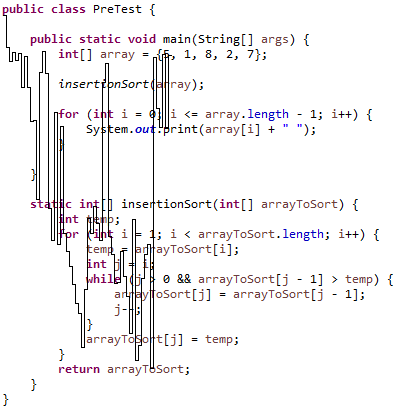 public class PreTest {
public static void main(String[] args) {
int[] array = {5, 1, 8, 2, 7};
insertionSort(array);
for (int i = 0; i <= array.length - 1; i++) {
System.out.print(array[i] + " ");
}
}
static int[] insertionSort(int[] arrayToSort) {
int temp;
for (int i = 1; i < arrayToSort.length; i++) {
temp = arrayToSort[i];
int j = i;
while (j > 0 && arrayToSort[j - 1] > temp) {
arrayToSort[j] = arrayToSort[j - 1];
j--;
}
arrayToSort[j] = temp;
}
return arrayToSort;
}
}